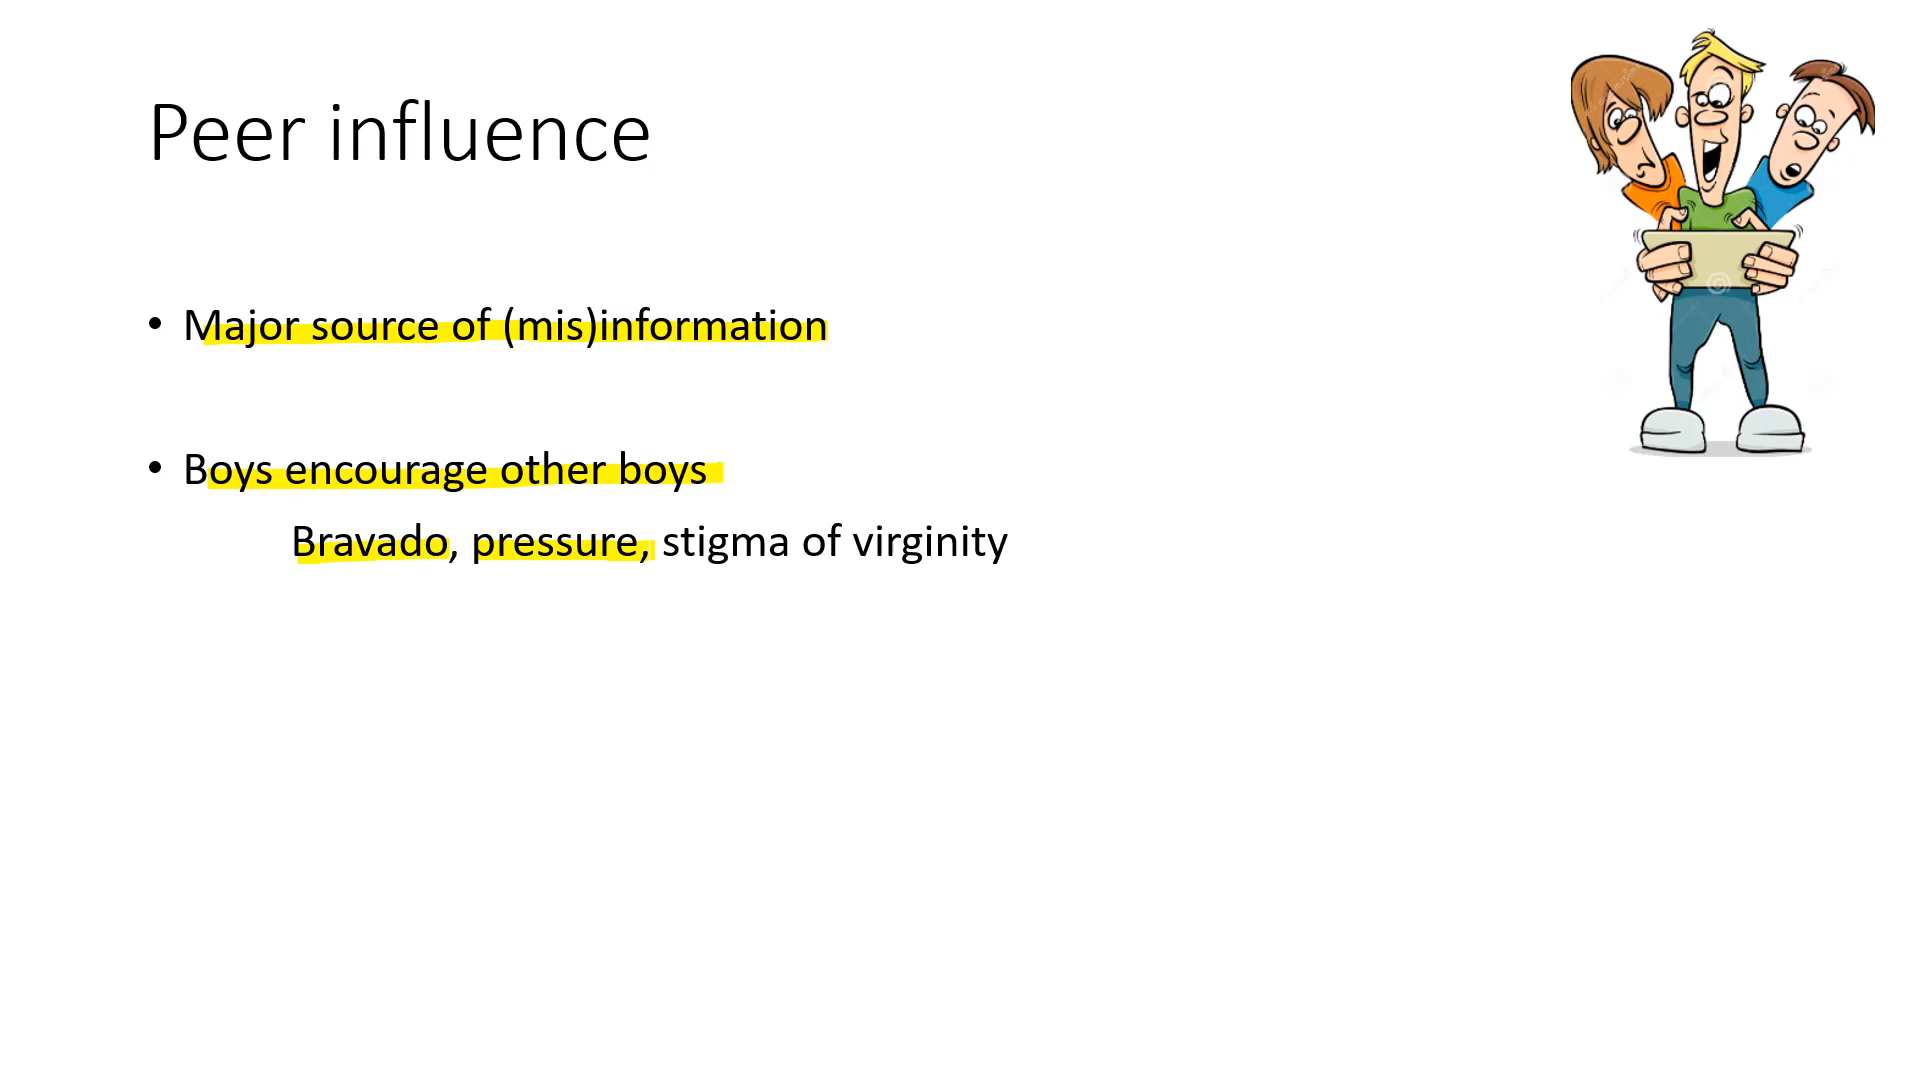 Peer influence
• Major source of (mis)information
• Boys encourage other boys
Bravado, pressure, stigma of virginity